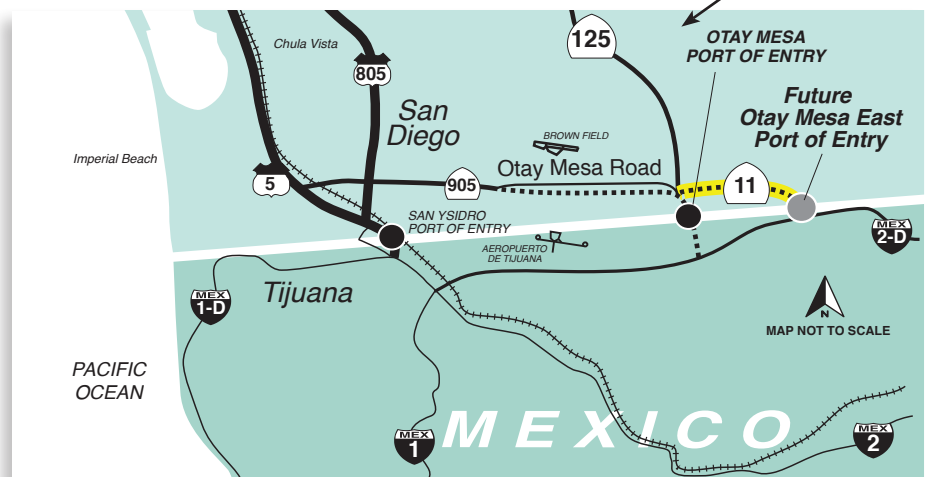 Chula Vista
125
OTAY MESA
PORT OF ENTRY
805
San
Diego
Future
Otay Mesa East
Port of Entry
BROWN FIELD
Imperial Beach
Otay Mesa Road
5
905
11
SAN YSIDRO
PORT OF ENTRY
AEROPUERTO
DE TIJUANA
MEX
2-D
MEX
1-D
Tijuana
N
MAP NOT TO SCALE
PACIFIC
OCEAN
MEXICO
MEX
1
MEX
2